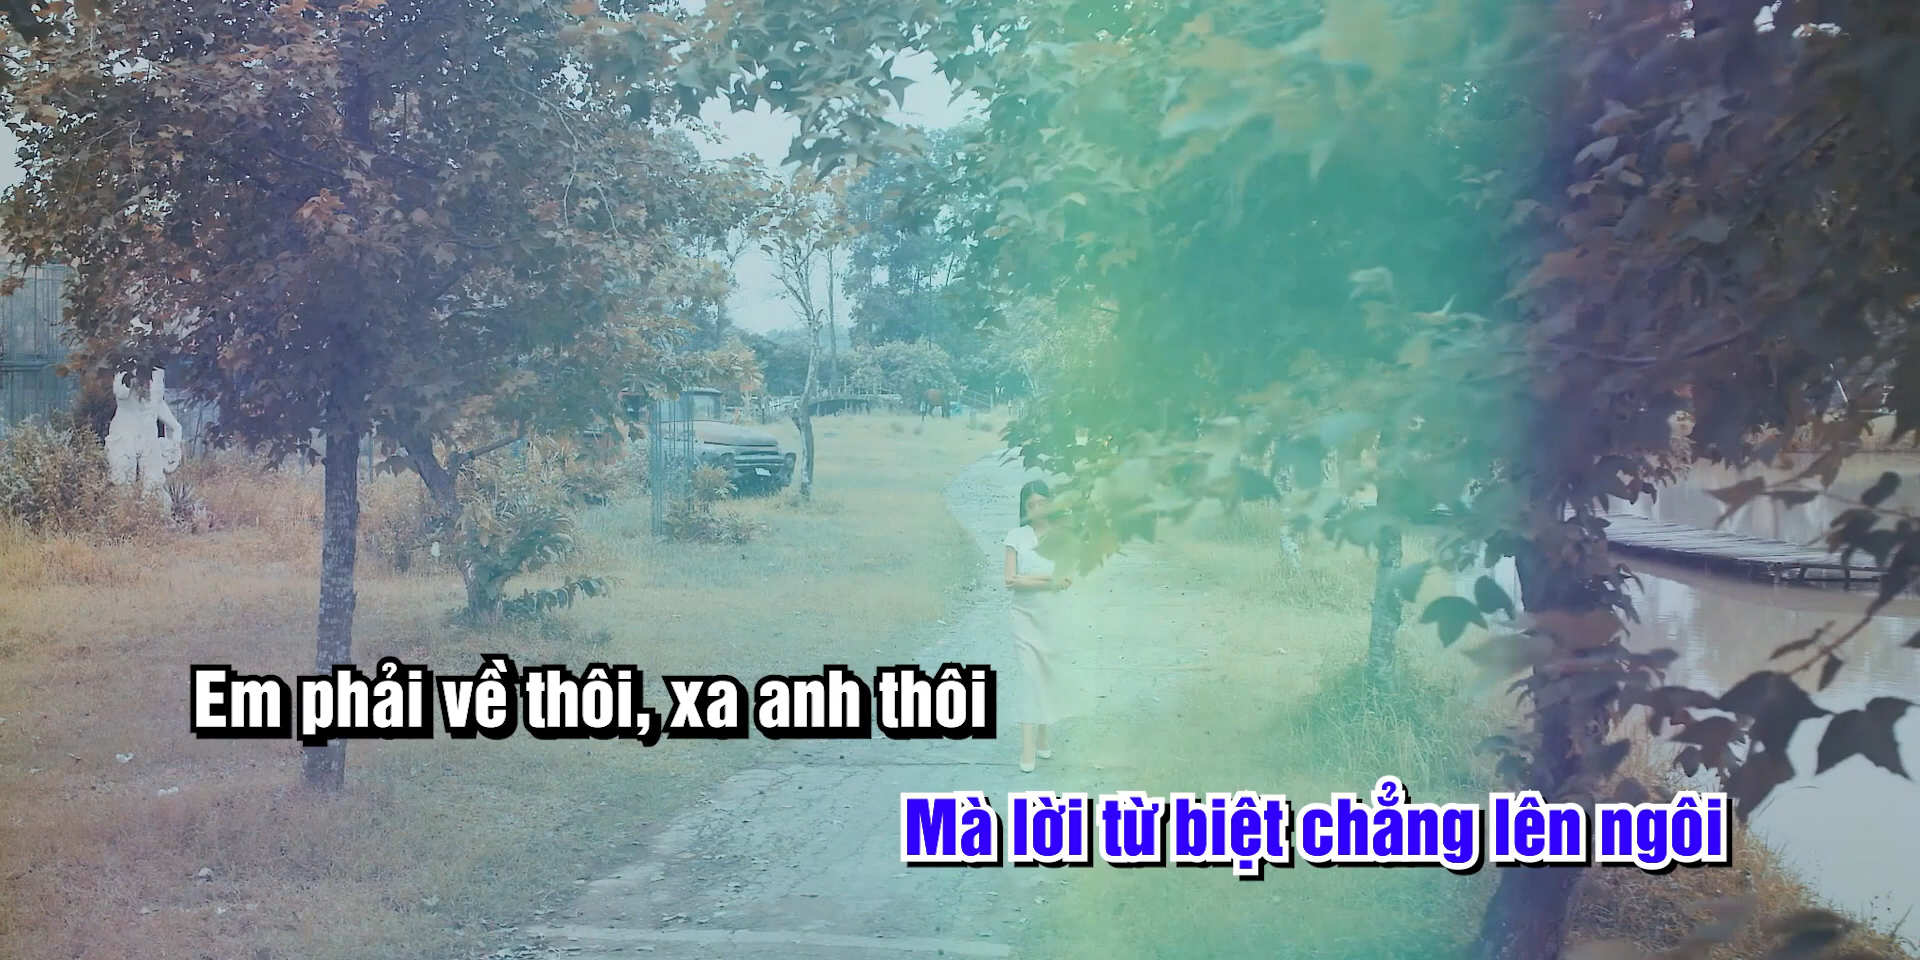 Em phải về thôi, xa anh thôi
Mà lời từ biệt chẳng lên ngôi